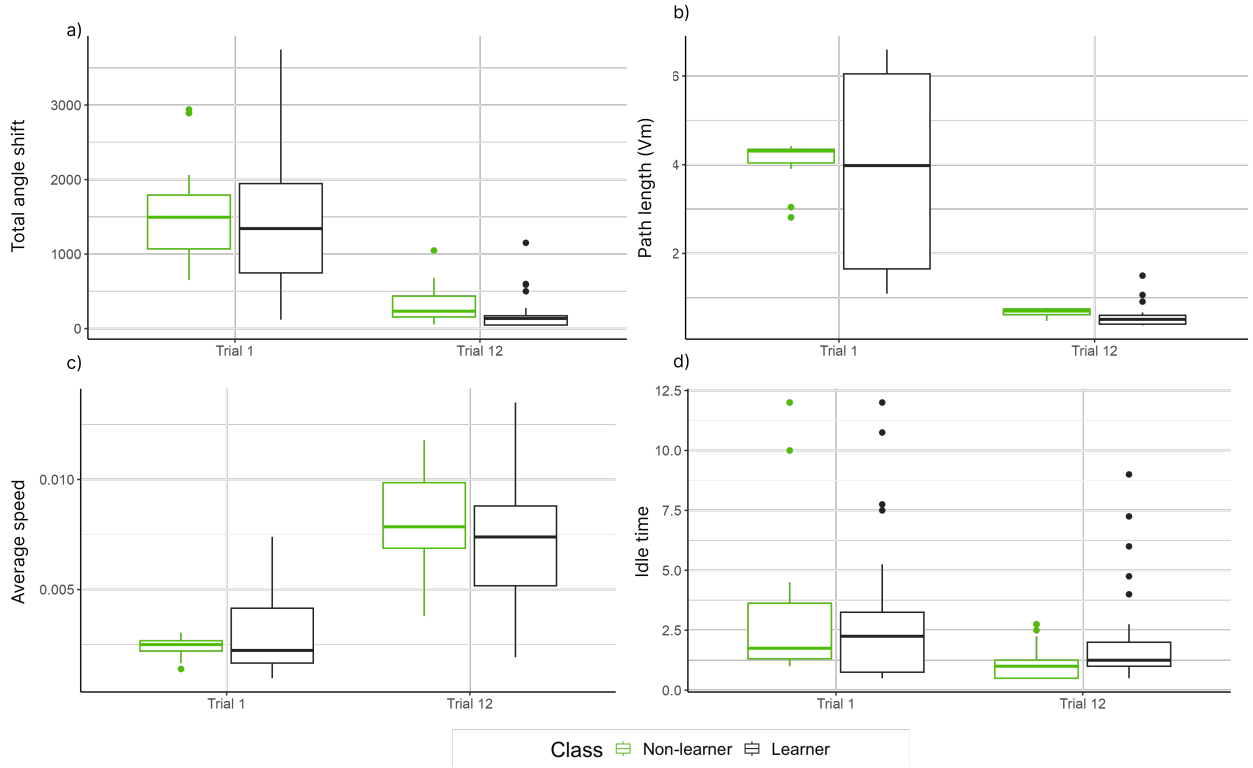 a)
Total angle shift
3000
2000
1000
0
Trial 1
Trial 12
b)
Path length (Vm)
6
4
2
Trial 1
Trial 12
c)
Average speed
0.010
0.005
Trial 1
Trial 12
d)
Idle time
12.5
10.0
7.5
5.0
2.5
0.0
Trial 1
Trial 12
Class Non-learner Learner